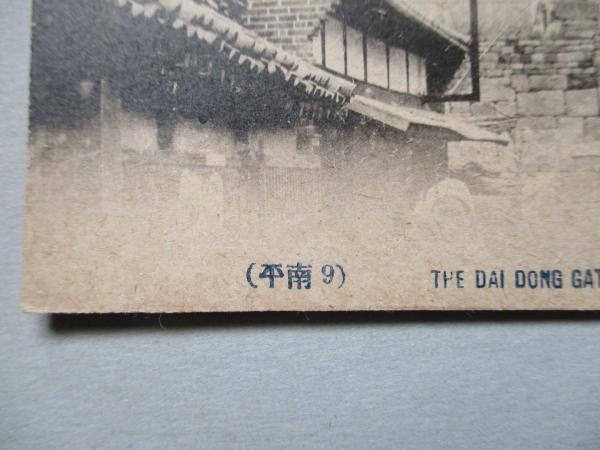 (平南 9) THE DAI DONG GAT